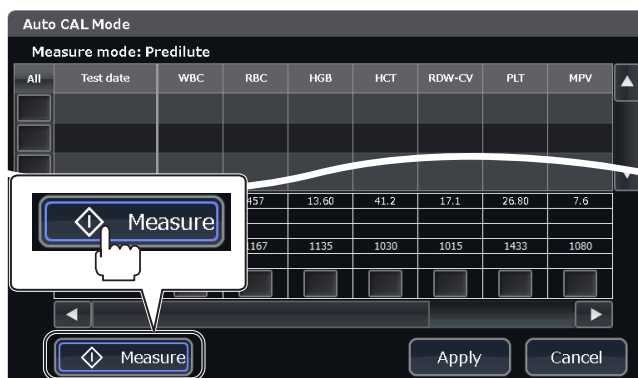 Auto CAL Mode
Measure mode: Predilute
All Test date WBC RBC HGB HCT RDW-CV PLT MPV
457 13.60 41.2 17.1 26.80 7.6
Measure
1167 1135 1030 1015 1433 1080
Measure Apply Cancel